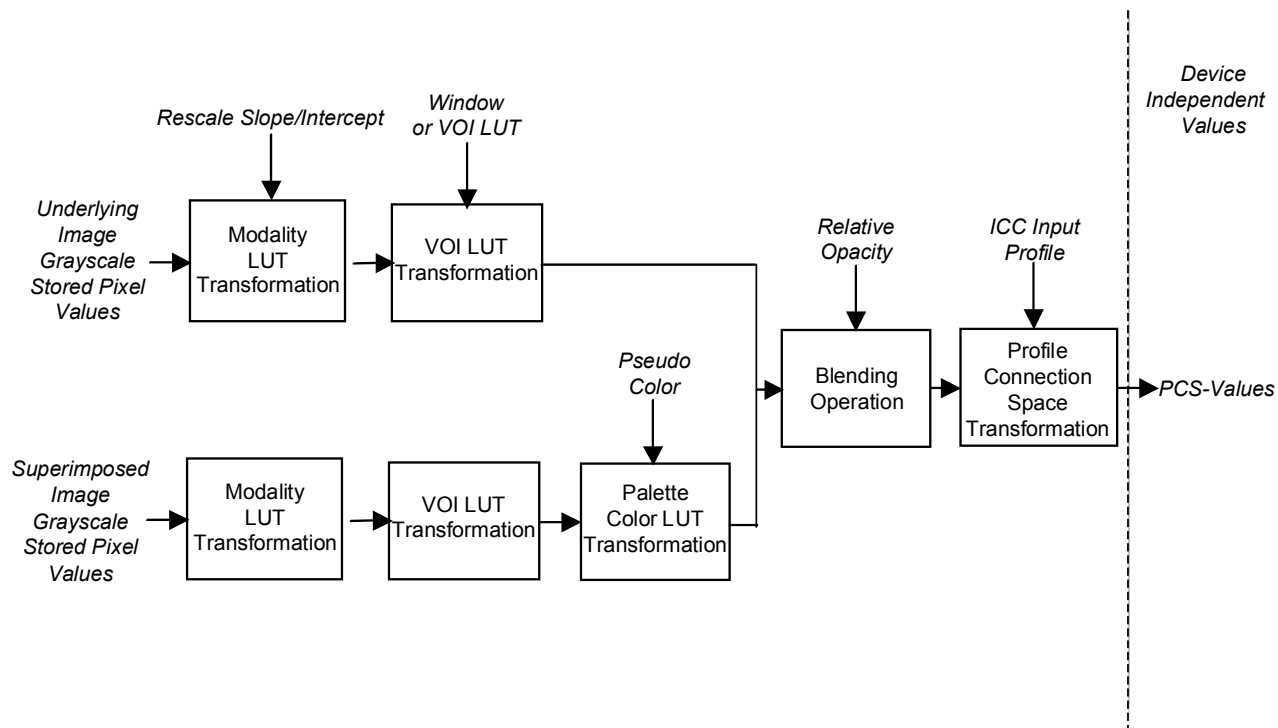 Device
Independent
Values
Rescale Slope/Intercept
Window
or VOI LUT
Underlying
Image
Grayscale
Stored Pixel
Values
Modality
LUT
Transformation
VOI LUT
Transformation
Relative
Opacity
ICC Input
Profile
Pseudo
Color
Blending
Operation
Profile
Connection
Space
Transformation
PCS-Values
Superimposed
Image
Grayscale
Stored Pixel
Values
Modality
LUT
Transformation
VOI LUT
Transformation
Palette
Color LUT
Transformation